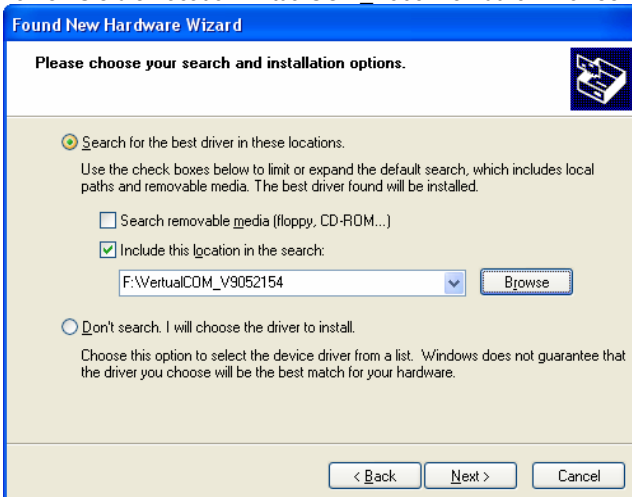 Found New Hardware Wizard
Please choose your search and installation options.
Search for the best driver in these locations.
Use the check boxes below to limit or expand the default search, which includes local
paths and removable media. The best driver found will be installed.
Search removable media (floppy, CD-ROM...)
Include this location in the search:
F:\VertualCOM_V9052154
Browse
Don't search. I will choose the driver to install.
Choose this option to select the device driver from a list. Windows does not guarantee that
the driver you choose will be the best match for your hardware.
< Back Next > Cancel